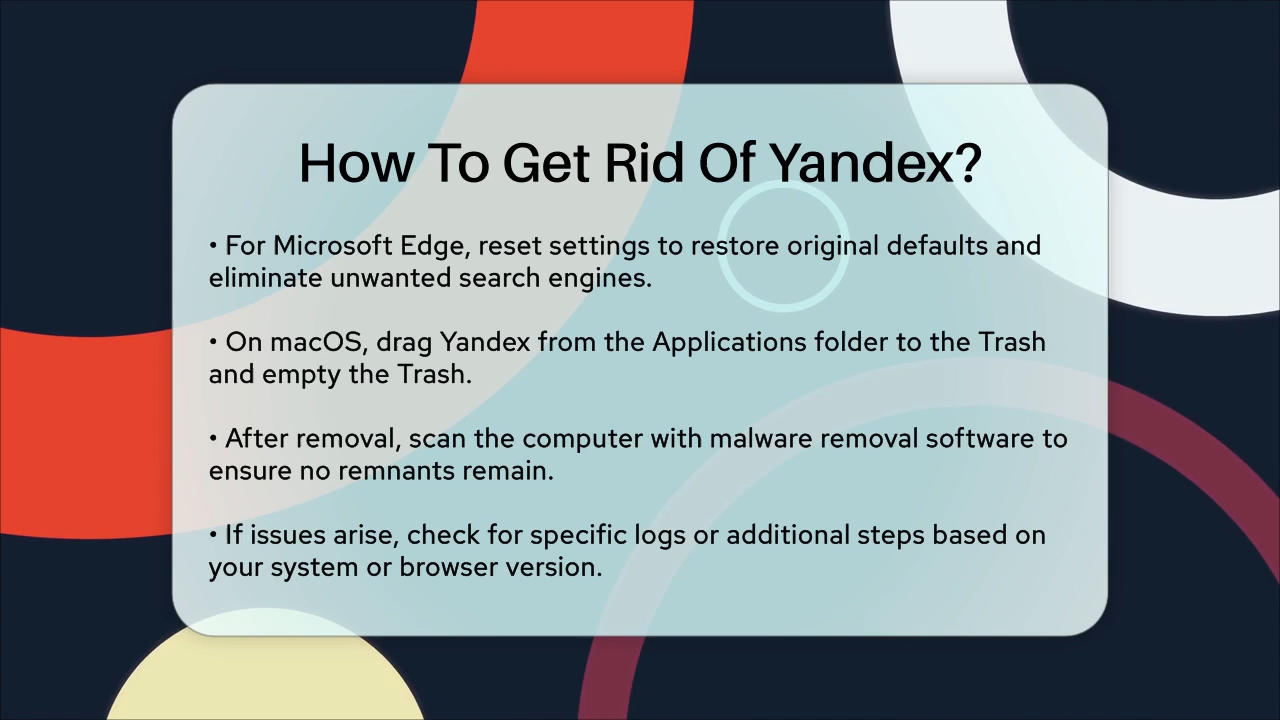 How To Get Rid Of Yandex?
• For Microsoft Edge, reset settings to restore original defaults and
eliminate unwanted search engines.
• On macOS, drag Yandex from the Applications folder to the Trash
and empty the Trash.
• After removal, scan the computer with malware removal software to
ensure no remnants remain.
• If issues arise, check for specific logs or additional steps based on
your system or browser version.